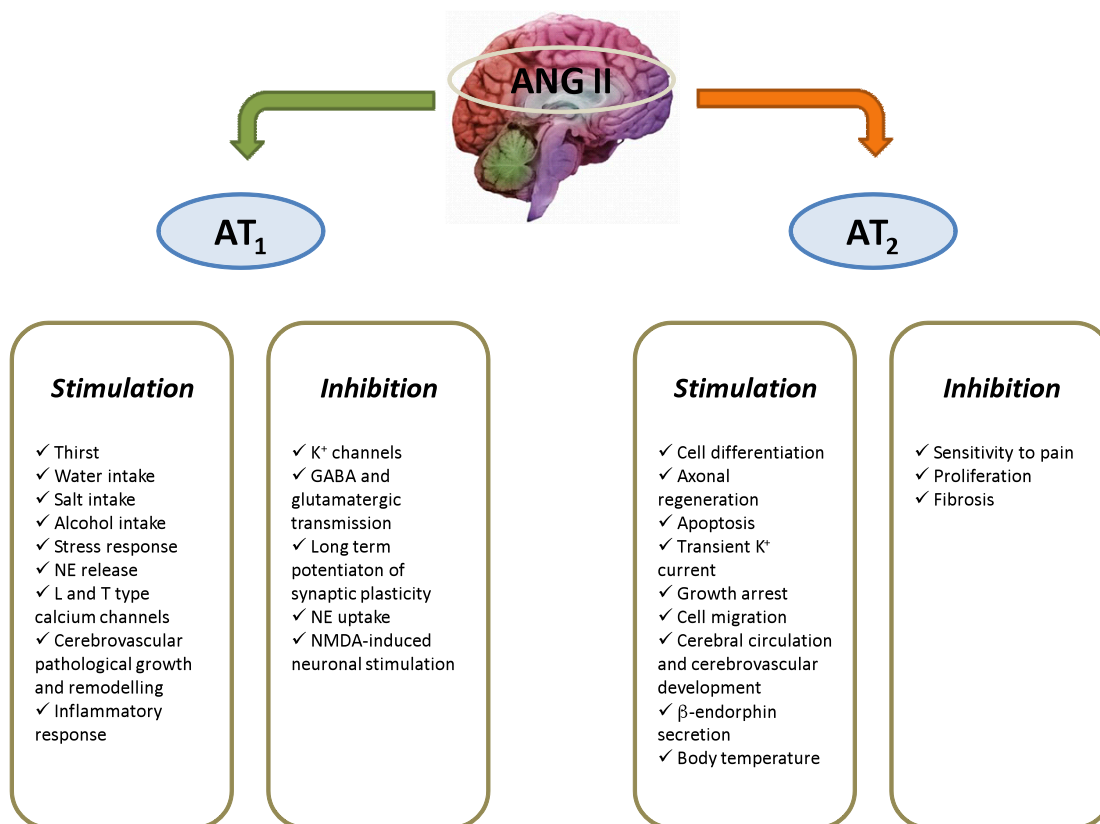 ANG II
AT₁
AT₂
Stimulation
✓ Thirst
✓ Water intake
✓ Salt intake
✓ Alcohol intake
✓ Stress response
✓ NE release
✓ L and T type
calcium channels
✓ Cerebrovascular
pathological growth
and remodelling
✓ Inflammatory
response
Inhibition
✓ K⁺ channels
✓ GABA and
glutamatergic
transmission
✓ Long term
potentiaton of
synaptic plasticity
✓ NE uptake
✓ NMDA-induced
neuronal stimulation
Stimulation
✓ Cell differentiation
✓ Axonal
regeneration
✓ Apoptosis
✓ Transient K⁺
current
✓ Growth arrest
✓ Cell migration
✓ Cerebral circulation
and cerebrovascular
development
✓ β-endorphin
secretion
✓ Body temperature
Inhibition
✓ Sensitivity to pain
✓ Proliferation
✓ Fibrosis